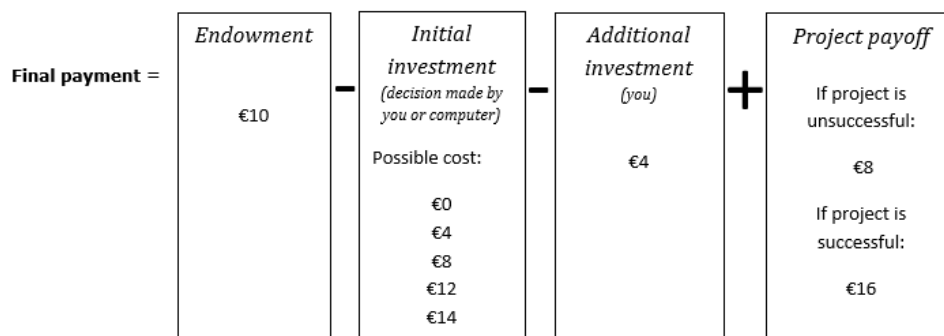 Final payment =
Endowment
€10
-
Initial
investment
(decision made by
you or computer)
Possible cost:
€0
€4
€8
€12
€14
-
Additional
investment
(you)
€4
+
Project payoff
If project is
unsuccessful:
€8
If project is
successful:
€16